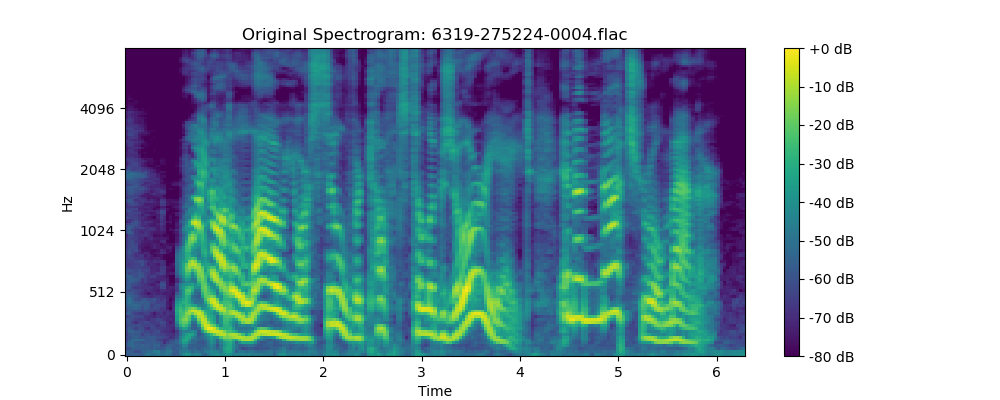 Original Spectrogram: 6319-275224-0004.flac
Hz
4096
2048
1024
512
0
0 1 2 3 4 5 6
Time
+0 dB
-10 dB
-20 dB
-30 dB
-40 dB
-50 dB
-60 dB
-70 dB
-80 dB